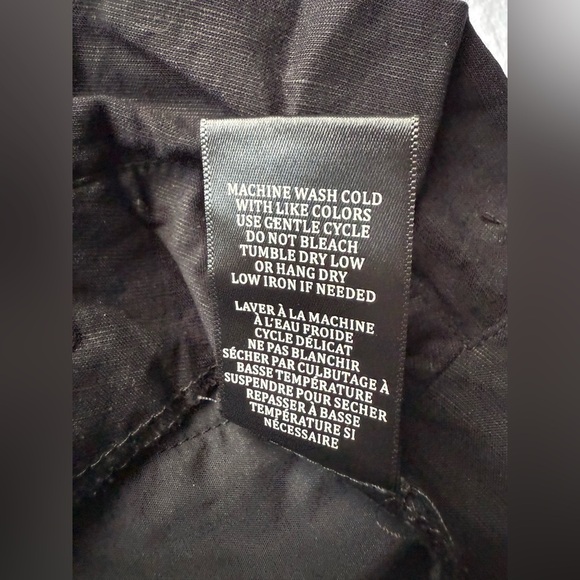 MACHINE WASH COLD
WITH LIKE COLORS
USE GENTLE CYCLE
DO NOT BLEACH
TUMBLE DRY LOW
OR HANG DRY
LOW IRON IF NEEDED
LAVER À LA MACHINE
À L'EAU FROIDE
CYCLE DÉLICAT
NE PAS BLANCHIR
SÉCHER PAR CULBUTAGE À
BASSE TEMPÉRATURE
SUSPENDRE POUR SECHER
REPASSER À BASSE
TEMPÉRATURE SI
NÉCESSAIRE